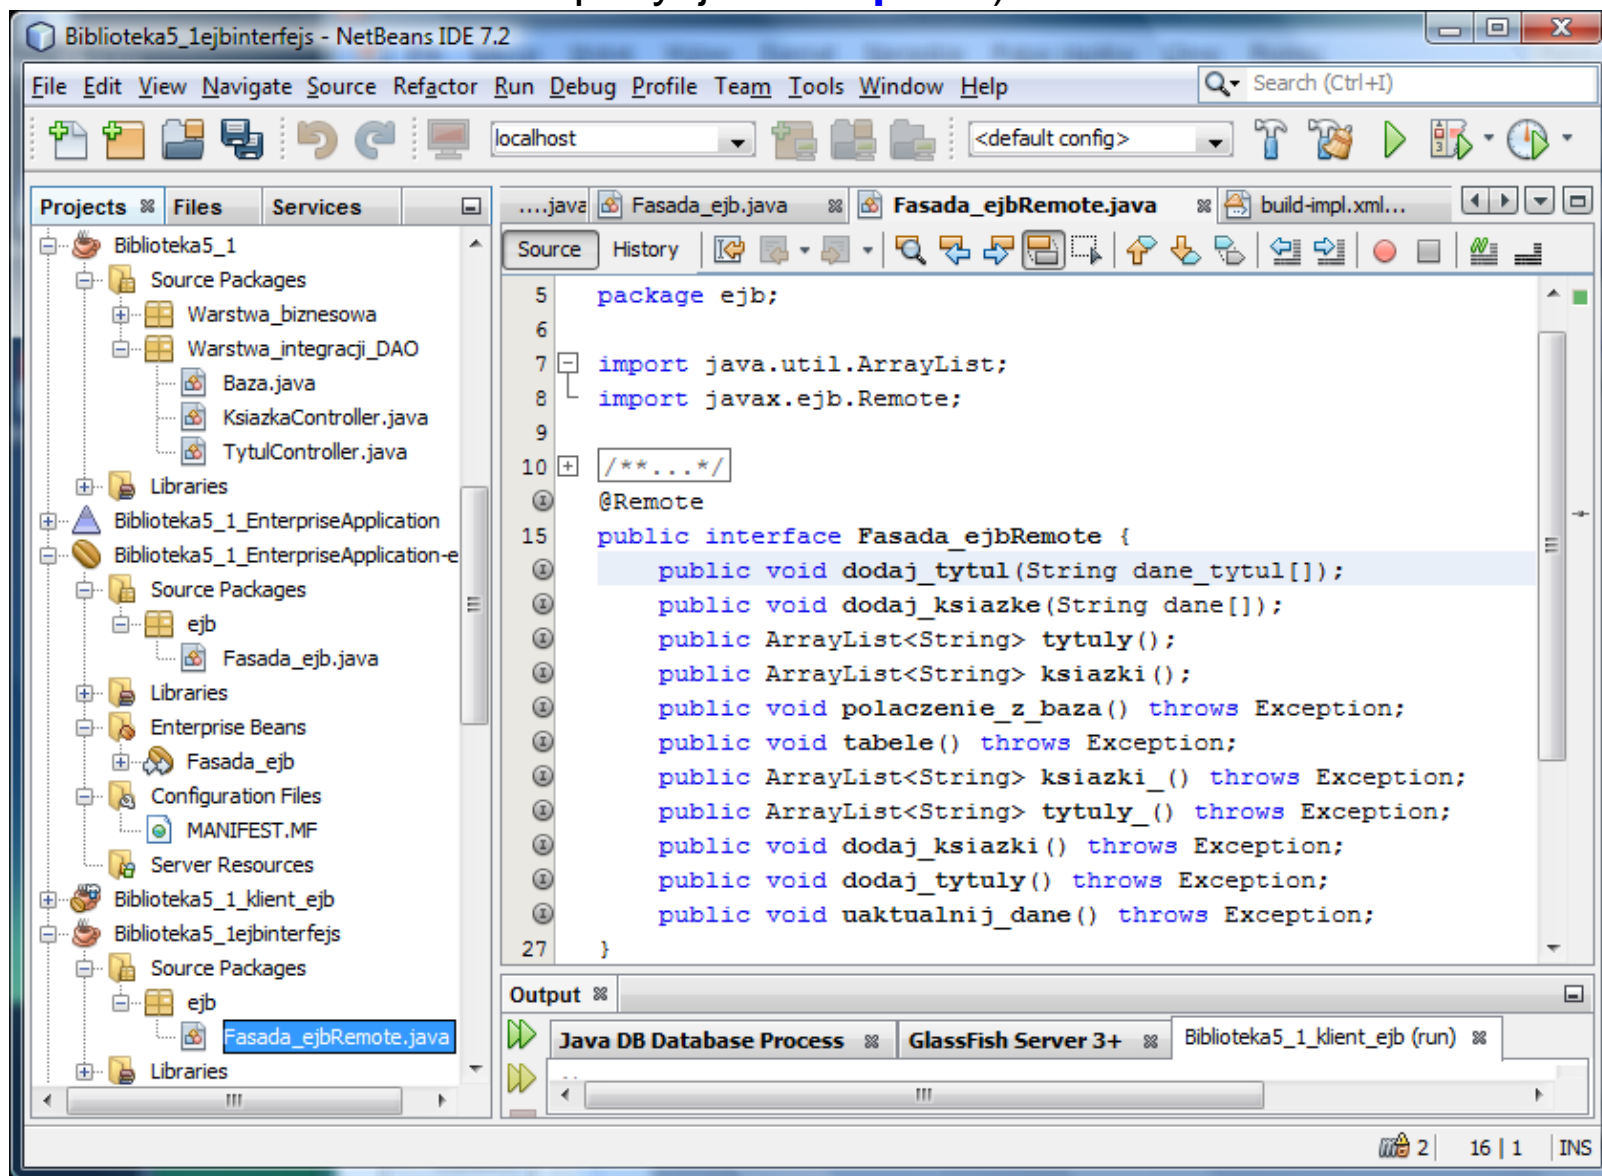 Biblioteka5_1ejbinterfejs - NetBeans IDE 7.2
File Edit View Navigate Source Refactor Run Debug Profile Team Tools Window Help
Search (Ctrl+I)
localhost
<default config>
Projects Files Services
Biblioteka5_1
Source Packages
Warstwa_biznesowa
Warstwa_integracji_DAO
Baza.java
KsiazkaController.java
TytulController.java
Libraries
Biblioteka5_1_EnterpriseApplication
Biblioteka5_1_EnterpriseApplication-e
Source Packages
ejb
Fasada_ejb.java
Libraries
Enterprise Beans
Fasada_ejb
Configuration Files
MANIFEST.MF
Server Resources
Biblioteka5_1_klient_ejb
Biblioteka5_1ejbinterfejs
Source Packages
ejb
Fasada_ejbRemote.java
Libraries
....java Fasada_ejb.java Fasada_ejbRemote.java build-impl.xml...
Source History
5 package ejb;
6
7 import java.util.ArrayList;
8 import javax.ejb.Remote;
9
10 /**...*/
@Remote
15 public interface Fasada_ejbRemote {
public void dodaj_tytul(String dane_tytul[]);
public void dodaj_ksiazke(String dane[]);
public ArrayList<String> tytuly();
public ArrayList<String> ksiazki();
public void polaczenie_z_baza() throws Exception;
public void tabele() throws Exception;
public ArrayList<String> ksiazki_() throws Exception;
public ArrayList<String> tytuly_() throws Exception;
public void dodaj_ksiazki() throws Exception;
public void dodaj_tytuly() throws Exception;
public void uaktualnij_dane() throws Exception;
27 }
Output
Java DB Database Process GlassFish Server 3+ Biblioteka5_1_klient_ejb (run)
2 16 | 1 INS